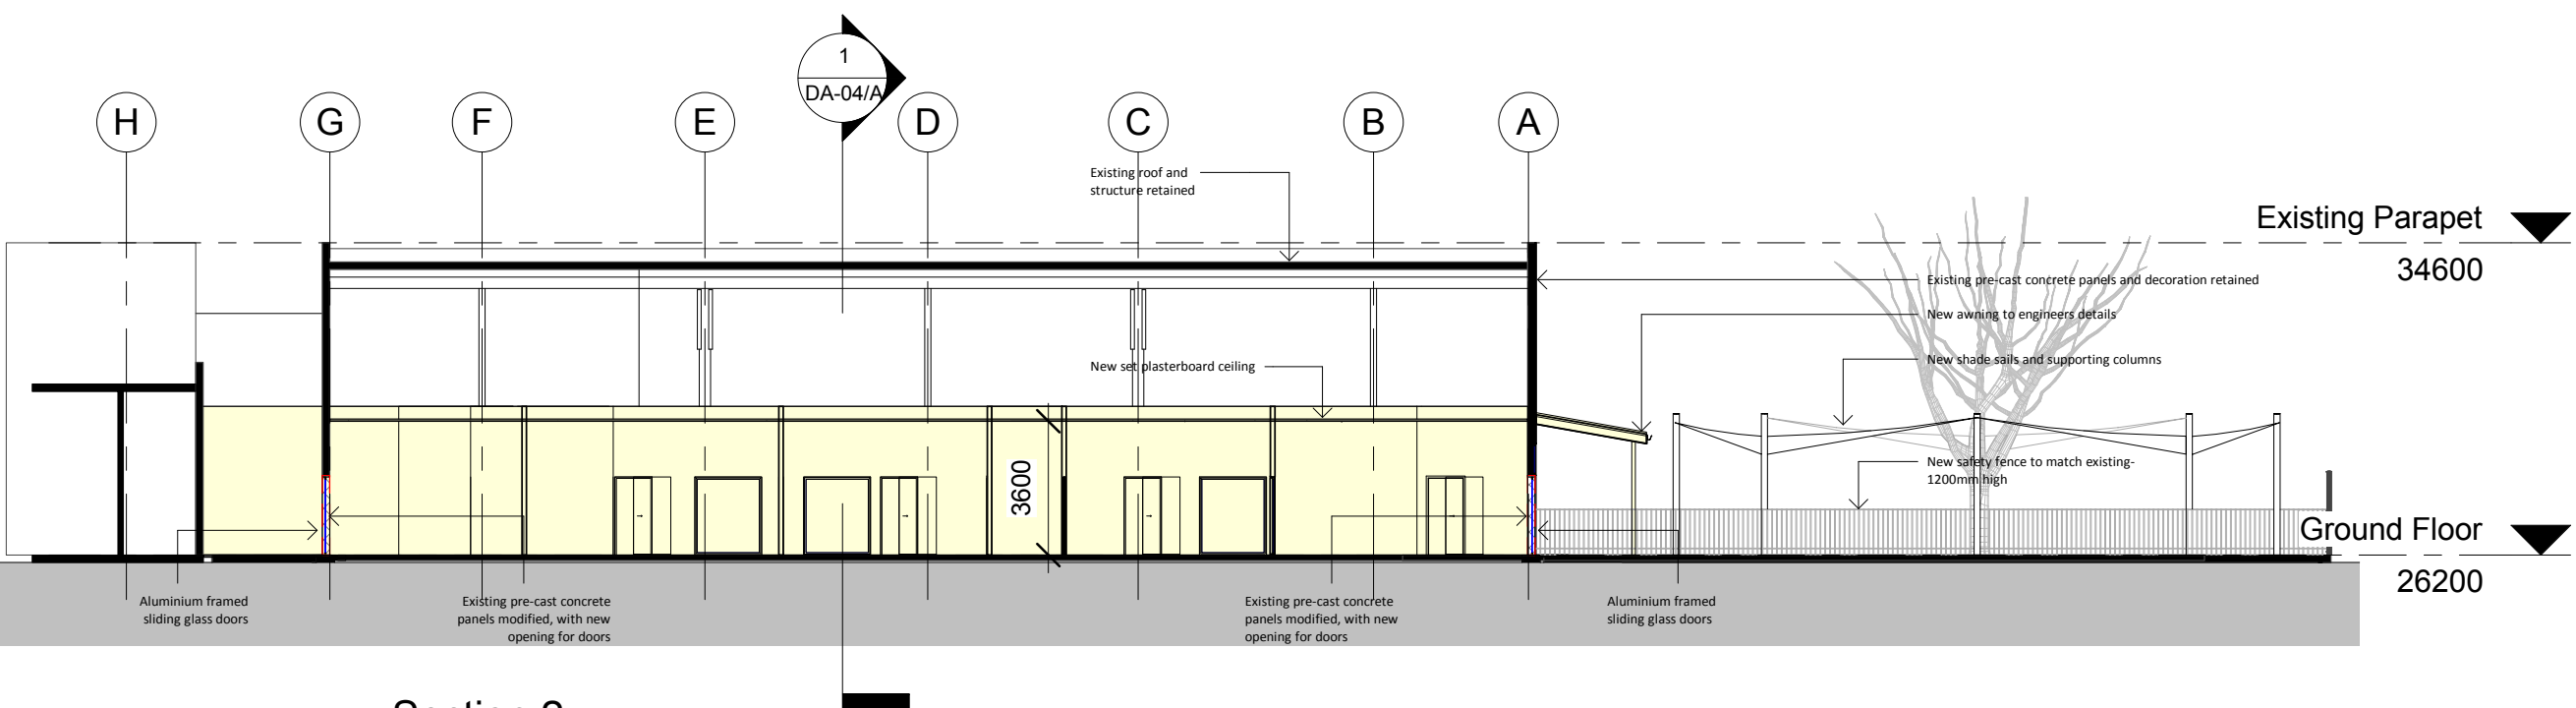 1
DA-04/A
H
G
F
E
D
C
B
A
Existing roof and
structure retained
Existing Parapet
34600
Existing pre-cast concrete panels and decoration retained
New awning to engineers details
New set plasterboard ceiling
New shade sails and supporting columns
3600
New safety fence to match existing-
1200mm high
Ground Floor
26200
Aluminium framed
sliding glass doors
Existing pre-cast concrete
panels modified, with new
opening for doors
Existing pre-cast concrete
panels modified, with new
opening for doors
Aluminium framed
sliding glass doors
Section 2